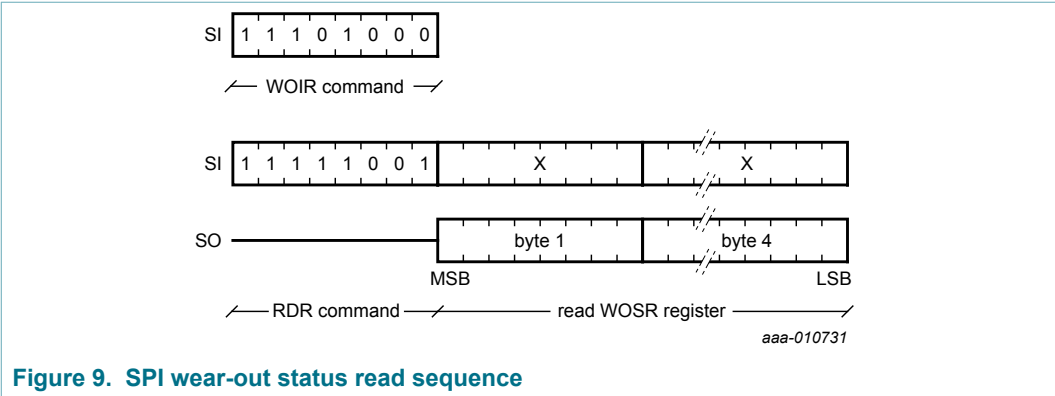 SI 1 1 1 0 1 0 0 0
WOIR command
SI 1 1 1 1 1 0 0 1 X X
SO byte 1 byte 4
MSB LSB
RDR command read WOSR register
aaa-010731
Figure 9. SPI wear-out status read sequence